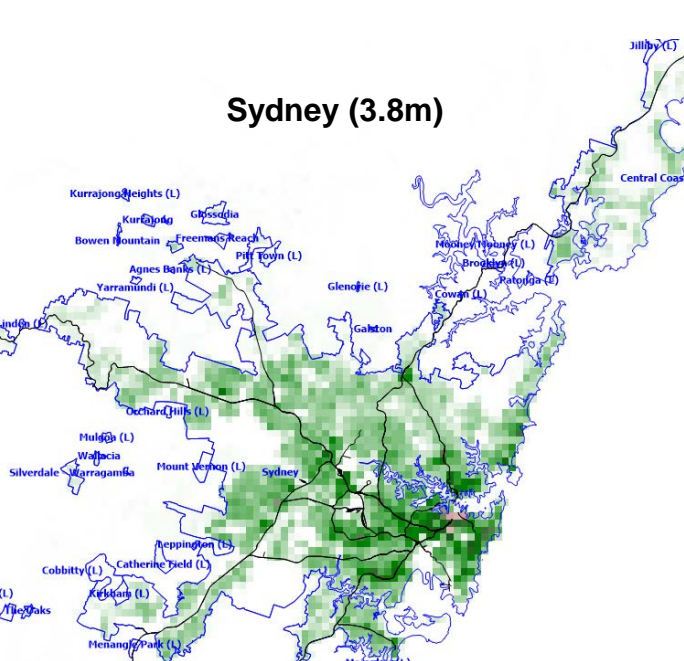 Jilliby (L)
Sydney (3.8m)
Central Coas
Kurrajong Heights (L)
Kurrajong
Glossodia
Bowen Mountain
Freemans Reach
Pitt Town (L)
Mooney Mooney (L)
Agnes Banks (L)
Brooklyn (L)
Yarramundi (L)
Glenorie (L)
Patonga (L)
Cowan (L)
inden (L)
Galston
Orchard Hills (L)
Mulgoa (L)
Wallacia
Silverdale
Warragamba
Mount Vernon (L)
Sydney
Leppington (L)
Catherine Field (L)
Cobbitty (L)
(L)
Kirkham (L)
The Oaks
Menangle Park (L)